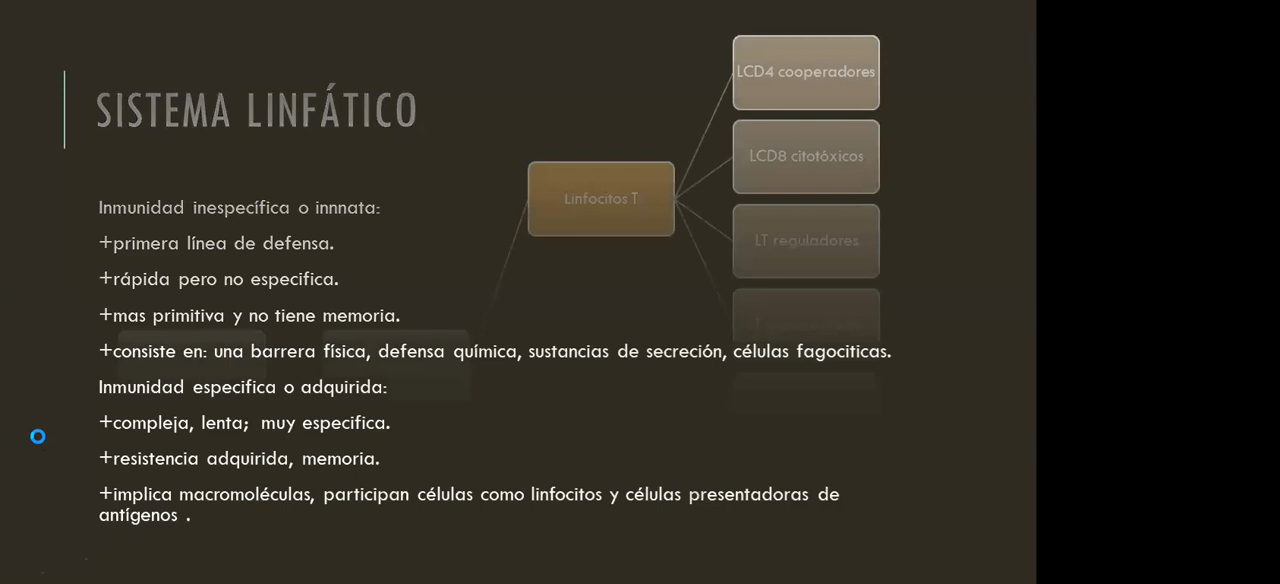 SISTEMA LINFÁTICO
Inmunidad inespecífica o innnata:
+primera línea de defensa.
+rápida pero no especifica.
+mas primitiva y no tiene memoria.
+consiste en: una barrera física, defensa química, sustancias de secreción, células fagociticas.
Inmunidad especifica o adquirida:
+compleja, lenta; muy especifica.
+resistencia adquirida, memoria.
+implica macromoléculas, participan células como linfocitos y células presentadoras de
antígenos .
Linfocitos T
LCD4 cooperadores
LCD8 citotóxicos
LT reguladores